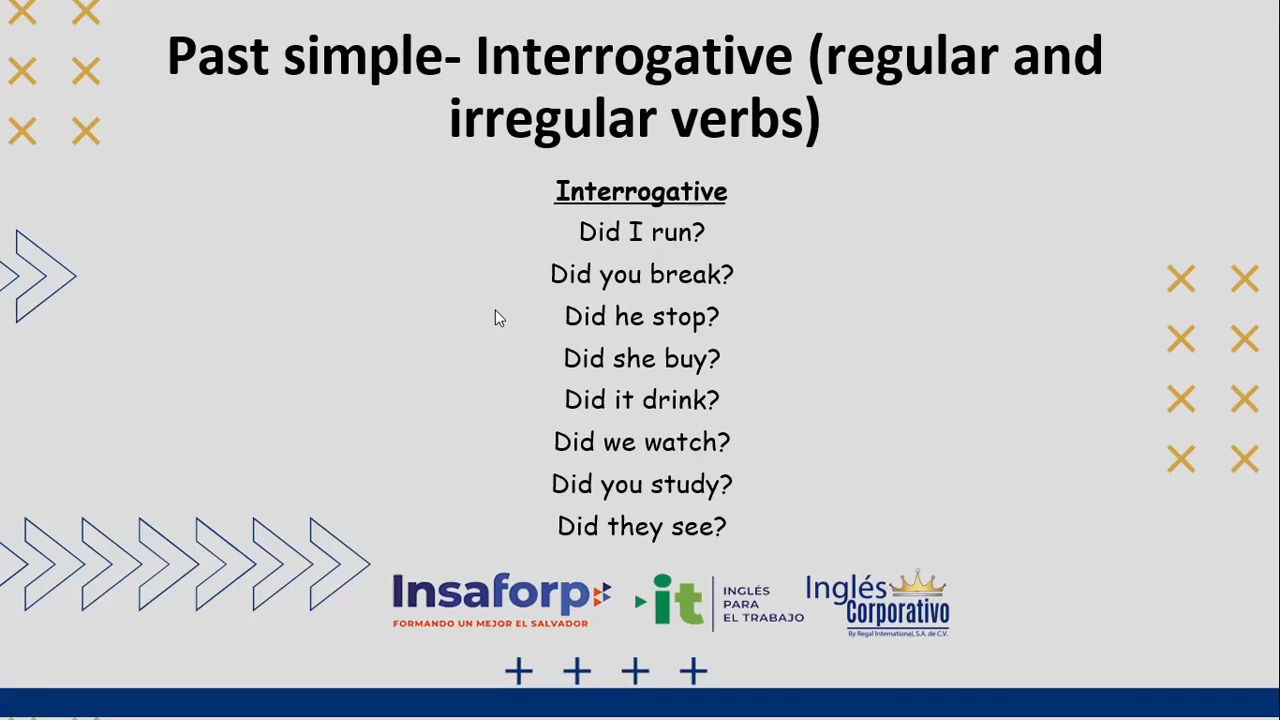 Past simple- Interrogative (regular and
irregular verbs)
Interrogative
Did I run?
Did you break?
Did he stop?
Did she buy?
Did it drink?
Did we watch?
Did you study?
Did they see?
Insaforp
FORMANDO UN MEJOR EL SALVADOR
it
INGLÉS
PARA
EL TRABAJO
Inglés
Corporativo
By Regal International, S.A. de C.V.